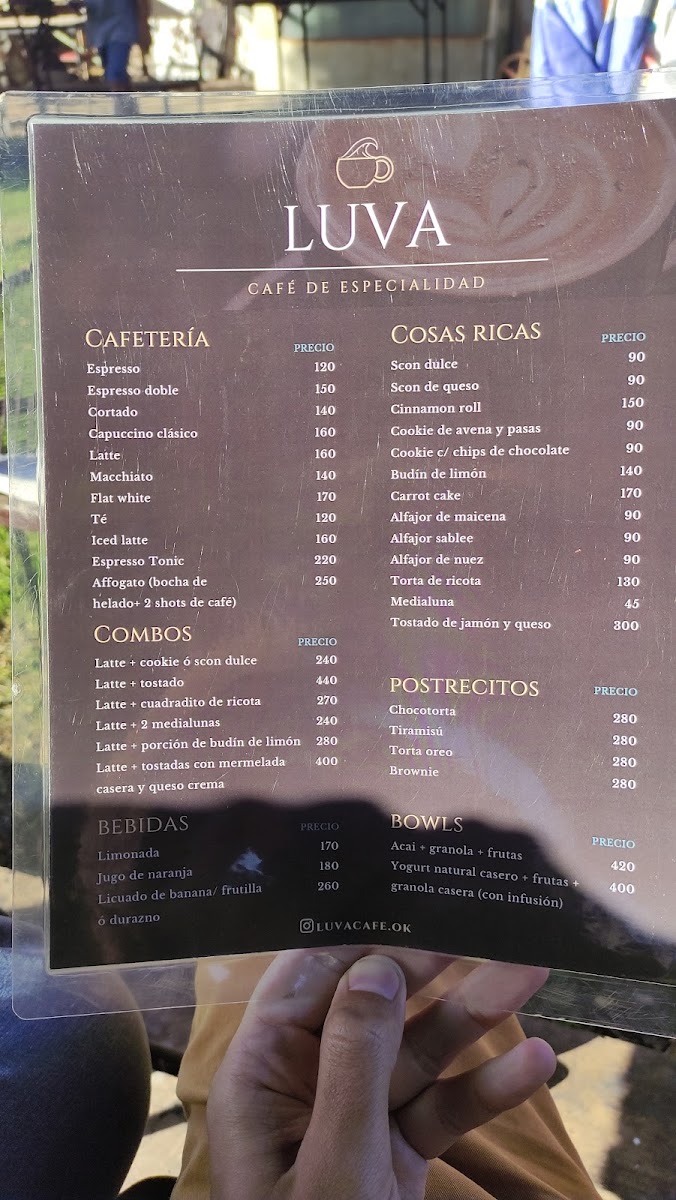 LUVA
CAFÉ DE ESPECIALIDAD
CAFETERÍA PRECIO
Espresso 120
Espresso doble 150
Cortado 140
Capuccino clásico 160
Latte 160
Macchiato 140
Flat white 170
Té 120
Iced latte 160
Espresso Tonic 220
Affogato (bocha de 250
helado+ 2 shots de café)
COMBOS PRECIO
Latte + cookie ó scon dulce 240
Latte + tostado 440
Latte + cuadradito de ricota 270
Latte + 2 medialunas 240
Latte + porción de budín de limón 280
Latte + tostadas con mermelada 400
casera y queso crema
BEBIDAS PRECIO
Limonada 170
Jugo de naranja 180
Licuado de banana/ frutilla 260
ó durazno
COSAS RICAS PRECIO
Scon dulce 90
Scon de queso 90
Cinnamon roll 150
Cookie de avena y pasas 90
Cookie c/ chips de chocolate 90
Budín de limón 140
Carrot cake 170
Alfajor de maicena 90
Alfajor sablee 90
Alfajor de nuez 90
Torta de ricota 130
Medialuna 45
Tostado de jamón y queso 300
POSTRECITOS PRECIO
Chocotorta 280
Tiramisú 280
Torta oreo 280
Brownie 280
BOWLS PRECIO
Acai + granola + frutas 420
Yogurt natural casero + frutas + 400
granola casera (con infusión)
LUVACAFE.OK